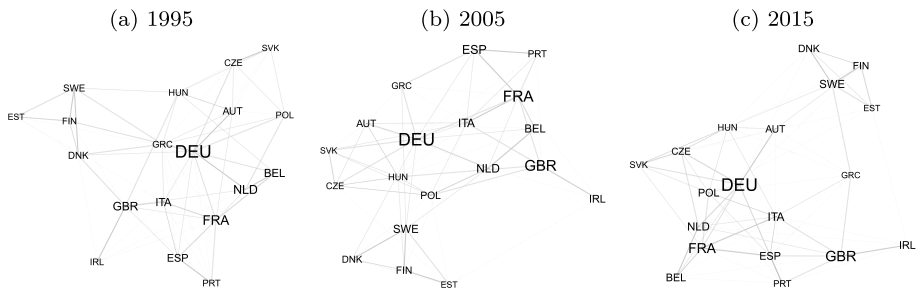 (a) 1995
SVK
CZE
SWE
HUN
EST
FIN
AUT
POL
DNK
GRC
DEU
BEL
NLD
GBR
ITA
FRA
IRL
ESP
PRT
(b) 2005
ESP
PRT
GRC
FRA
AUT
ITA
BEL
DEU
SVK
NLD
GBR
CZE
HUN
POL
IRL
SWE
DNK
FIN
EST
(c) 2015
DNK
FIN
SWE
EST
HUN
AUT
CZE
SVK
GRC
DEU
POL
NLD
ITA
FRA
ESP
GBR
IRL
BEL
PRT